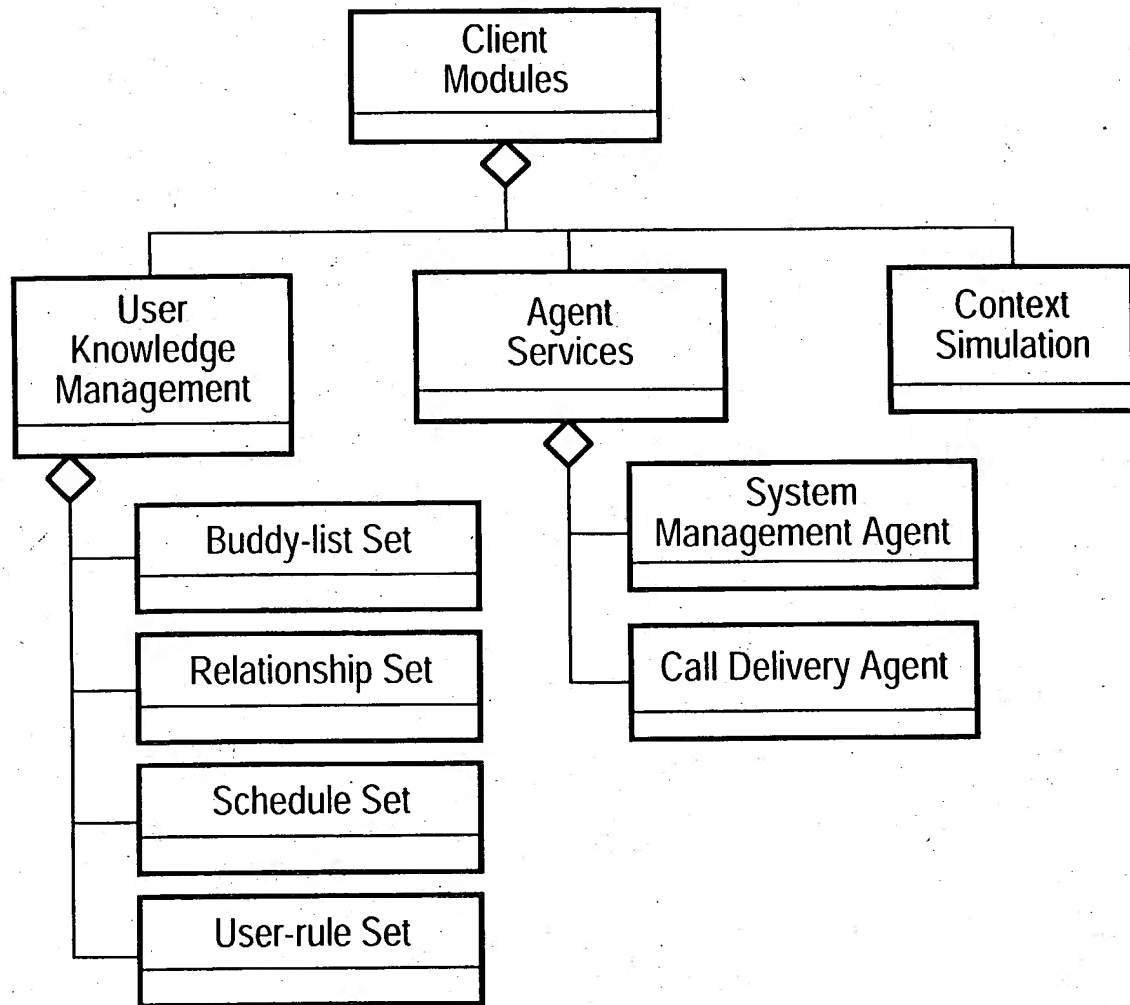 Client
Modules
User
Knowledge
Management
Agent
Services
Context
Simulation
Buddy-list Set
Relationship Set
Schedule Set
User-rule Set
System
Management Agent
Call Delivery Agent